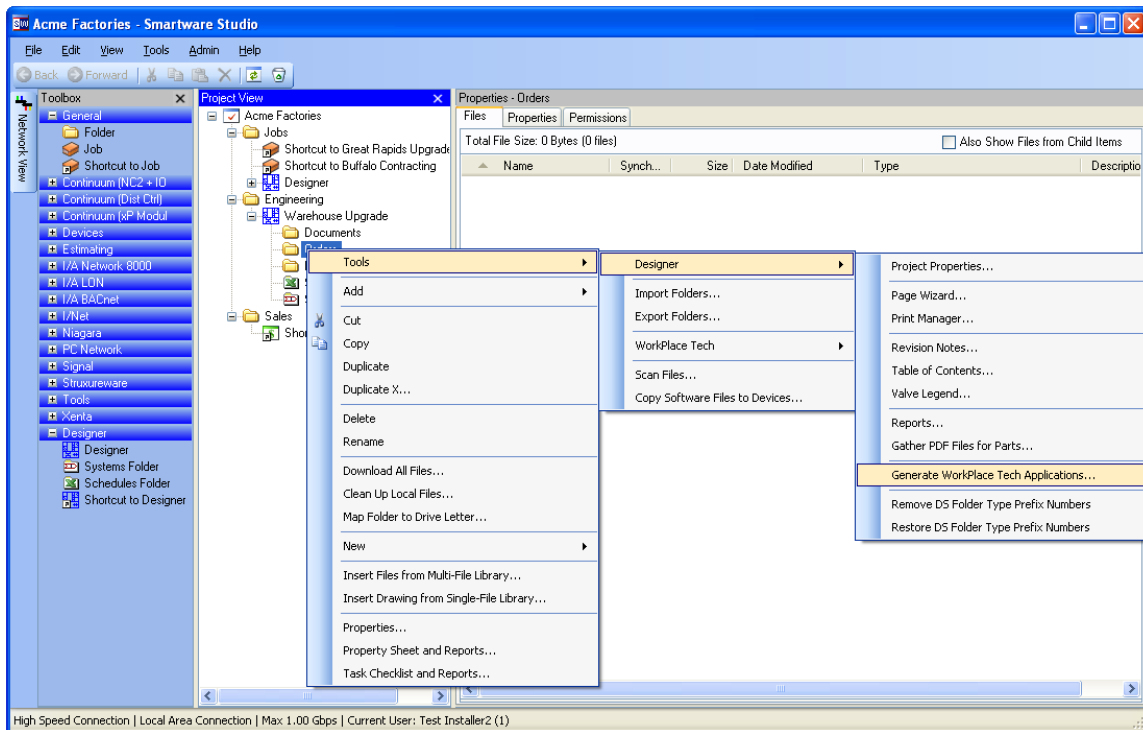 Acme Factories - Smartware Studio
File Edit View Tools Admin Help
Back Forward
Network View
Toolbox
General
Folder
Job
Shortcut to Job
Continuum (NC2 + IO
Continuum (Dist Ctrl)
Continuum (xP Modul
Devices
Estimating
I/A Network 8000
I/A LON
I/A BACnet
I/Net
Niagara
PC Network
Signal
Struxureware
Tools
Xenta
Designer
Designer
Systems Folder
Schedules Folder
Shortcut to Designer
Project View
Acme Factories
Jobs
Shortcut to Great Rapids Upgrade
Shortcut to Buffalo Contracting
Designer
Engineering
Warehouse Upgrade
Documents
Orders
Sales
Shor
Properties - Orders
Files Properties Permissions
Total File Size: 0 Bytes (0 files) Also Show Files from Child Items
Name Synch... Size Date Modified Type Descriptio
Tools
Add
Cut
Copy
Duplicate
Duplicate X...
Delete
Rename
Download All Files...
Clean Up Local Files...
Map Folder to Drive Letter...
New
Insert Files from Multi-File Library...
Insert Drawing from Single-File Library...
Properties...
Property Sheet and Reports...
Task Checklist and Reports...
Designer
Import Folders...
Export Folders...
WorkPlace Tech
Scan Files...
Copy Software Files to Devices...
Project Properties...
Page Wizard...
Print Manager...
Revision Notes...
Table of Contents...
Valve Legend...
Reports...
Gather PDF Files for Parts...
Generate WorkPlace Tech Applications...
Remove DS Folder Type Prefix Numbers
Restore DS Folder Type Prefix Numbers
High Speed Connection | Local Area Connection | Max 1.00 Gbps | Current User: Test Installer2 (1)